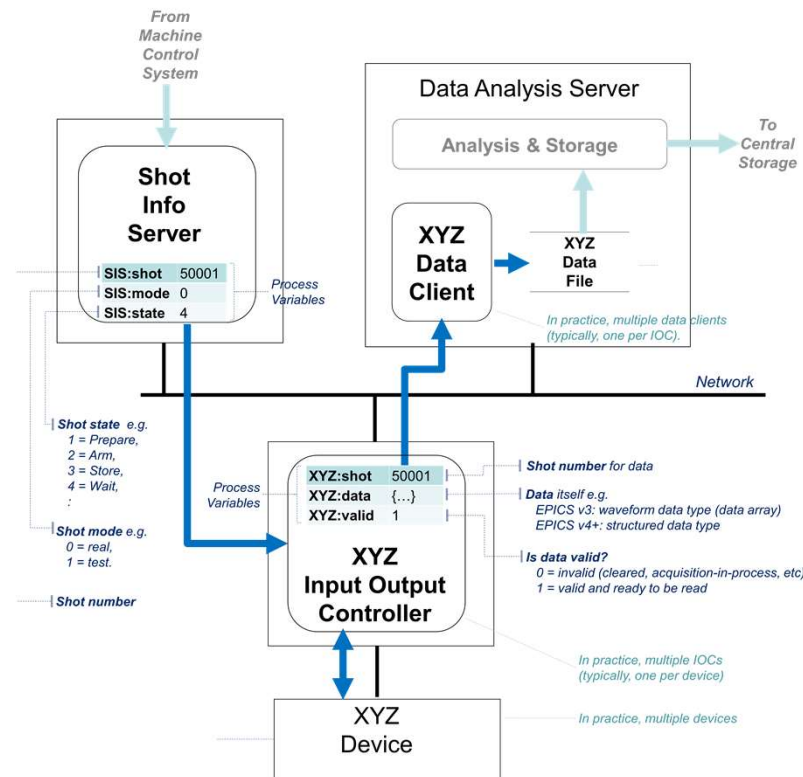 From
Machine
Control
System
Data Analysis Server
Analysis & Storage
To
Central
Storage
Shot
Info
Server
SIS:shot 50001
SIS:mode 0
SIS:state 4
Process
Variables
XYZ
Data
Client
XYZ
Data
File
In practice, multiple data clients
(typically, one per IOC).
Network
Shot state e.g.
1 = Prepare,
2 = Arm,
3 = Store,
4 = Wait,
:
Shot mode e.g.
0 = real,
1 = test.
Shot number
Process
Variables
XYZ:shot 50001
XYZ:data {...}
XYZ:valid 1
XYZ
Input Output
Controller
Shot number for data
Data itself e.g.
EPICS v3: waveform data type (data array)
EPICS v4+: structured data type
Is data valid?
0 = invalid (cleared, acquisition-in-process, etc)
1 = valid and ready to be read
In practice, multiple IOCs
(typically, one per device)
XYZ
Device
In practice, multiple devices